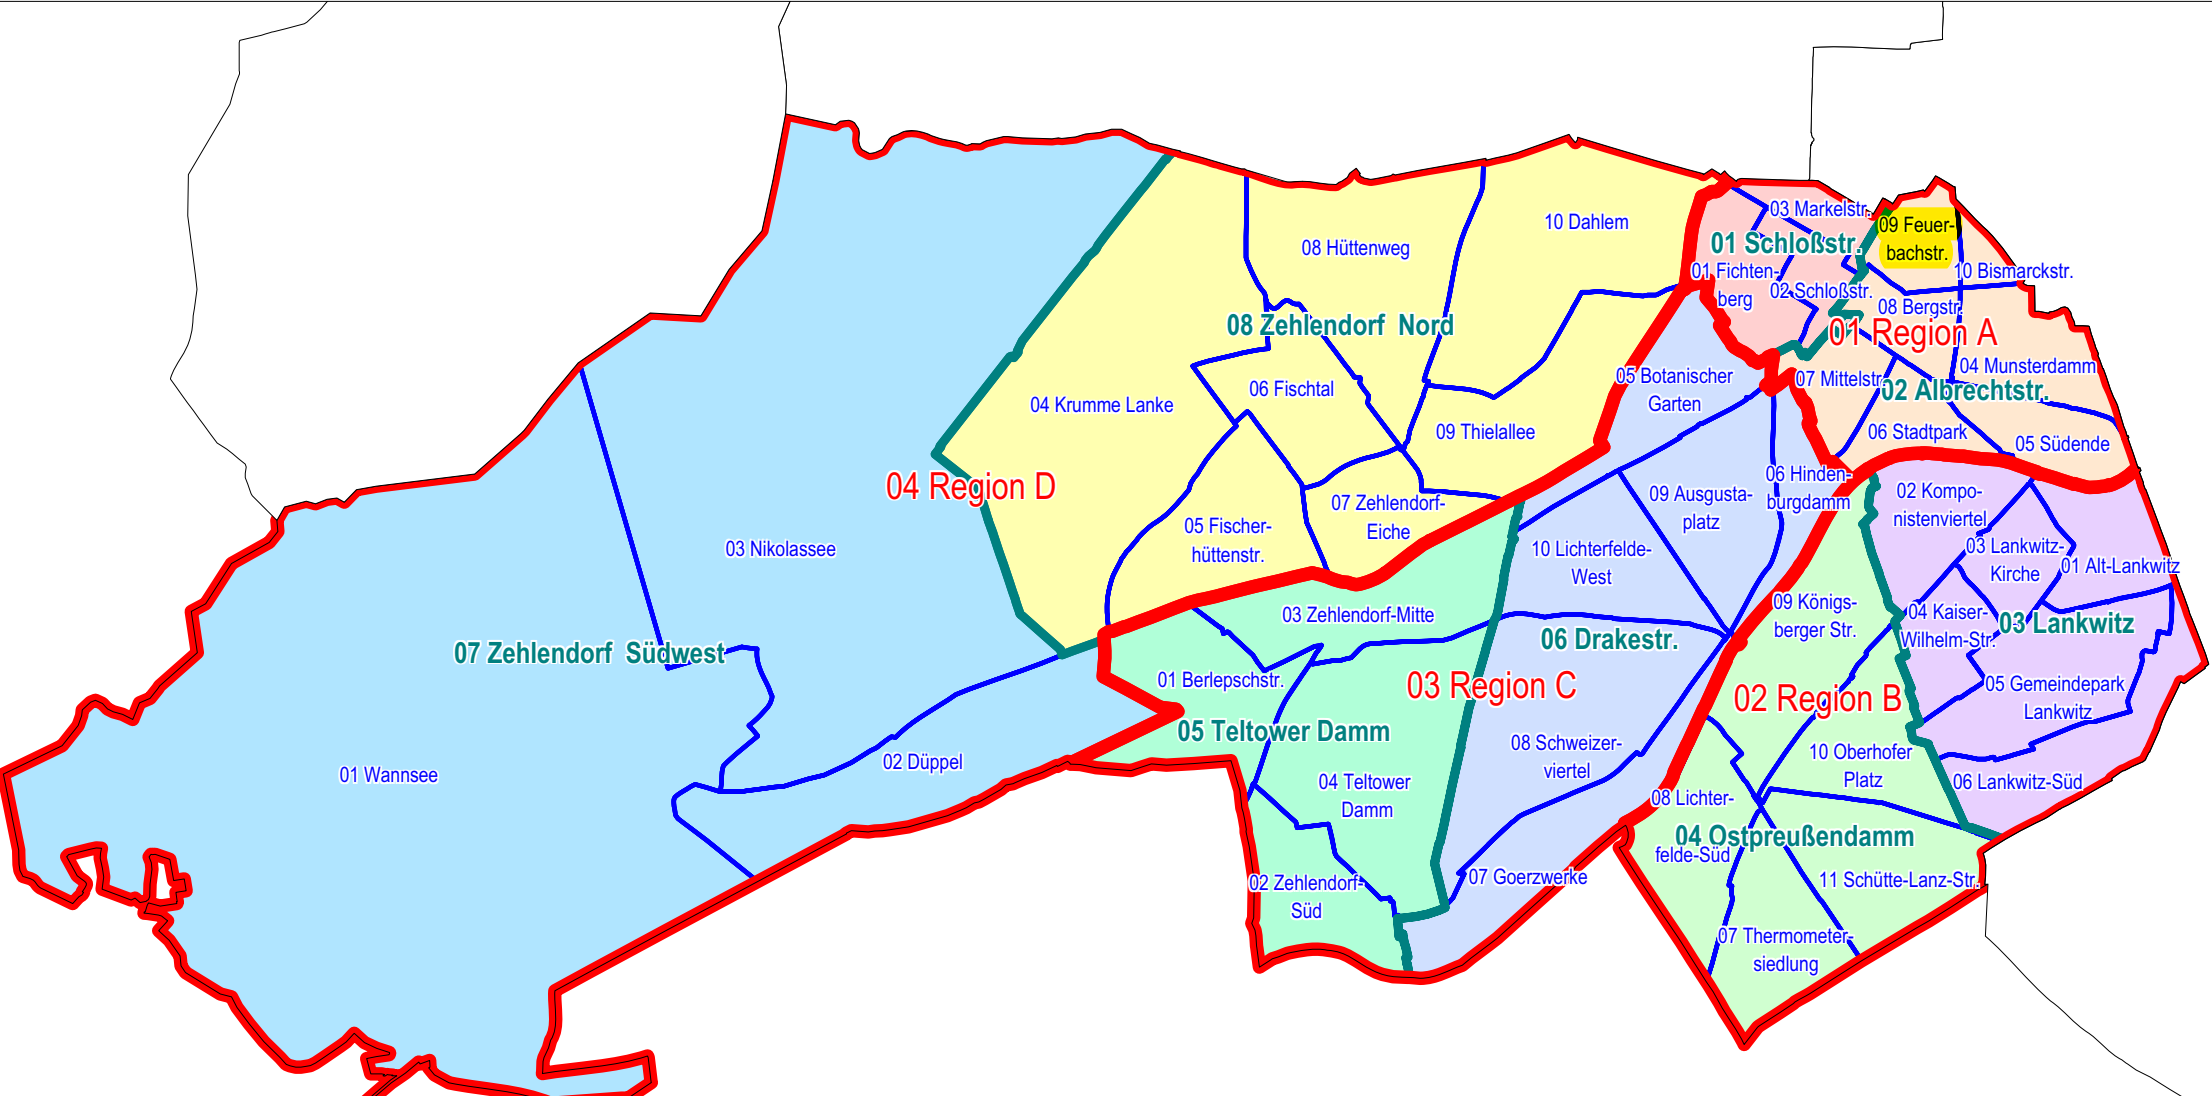 03 Markelstr.
10 Dahlem
09 Feuer-
bachstr.
08 Hüttenweg
01 Schloßstr.
01 Fichten-
berg
02 Schloßstr.
10 Bismarckstr.
08 Bergstr.
08 Zehlendorf Nord
01 Region A
04 Munsterdamm
07 Mittelstr.
02 Albrechtstr.
05 Botanischer
Garten
06 Fischtal
04 Krumme Lanke
09 Thielallee
06 Stadtpark
05 Südende
04 Region D
06 Hinden-
burgdamm
09 Ausgusta-
platz
02 Kompo-
nistenviertel
07 Zehlendorf-
Eiche
05 Fischer-
hüttenstr.
03 Nikolassee
10 Lichterfelde-
West
03 Lankwitz-
Kirche
01 Alt-Lankwitz
09 Königs-
berger Str.
04 Kaiser-
Wilhelm-Str.
03 Lankwitz
03 Zehlendorf-Mitte
06 Drakestr.
07 Zehlendorf Südwest
01 Berlepschstr.
03 Region C
02 Region B
05 Gemeindepark
Lankwitz
05 Teltower Damm
08 Schweizer-
viertel
10 Oberhofer
Platz
02 Düppel
01 Wannsee
04 Teltower
Damm
06 Lankwitz-Süd
08 Lichter-
felde-Süd
04 Ostpreußendamm
07 Goerzwerke
02 Zehlendorf-
Süd
11 Schütte-Lanz-Str.
07 Thermometer-
siedlung